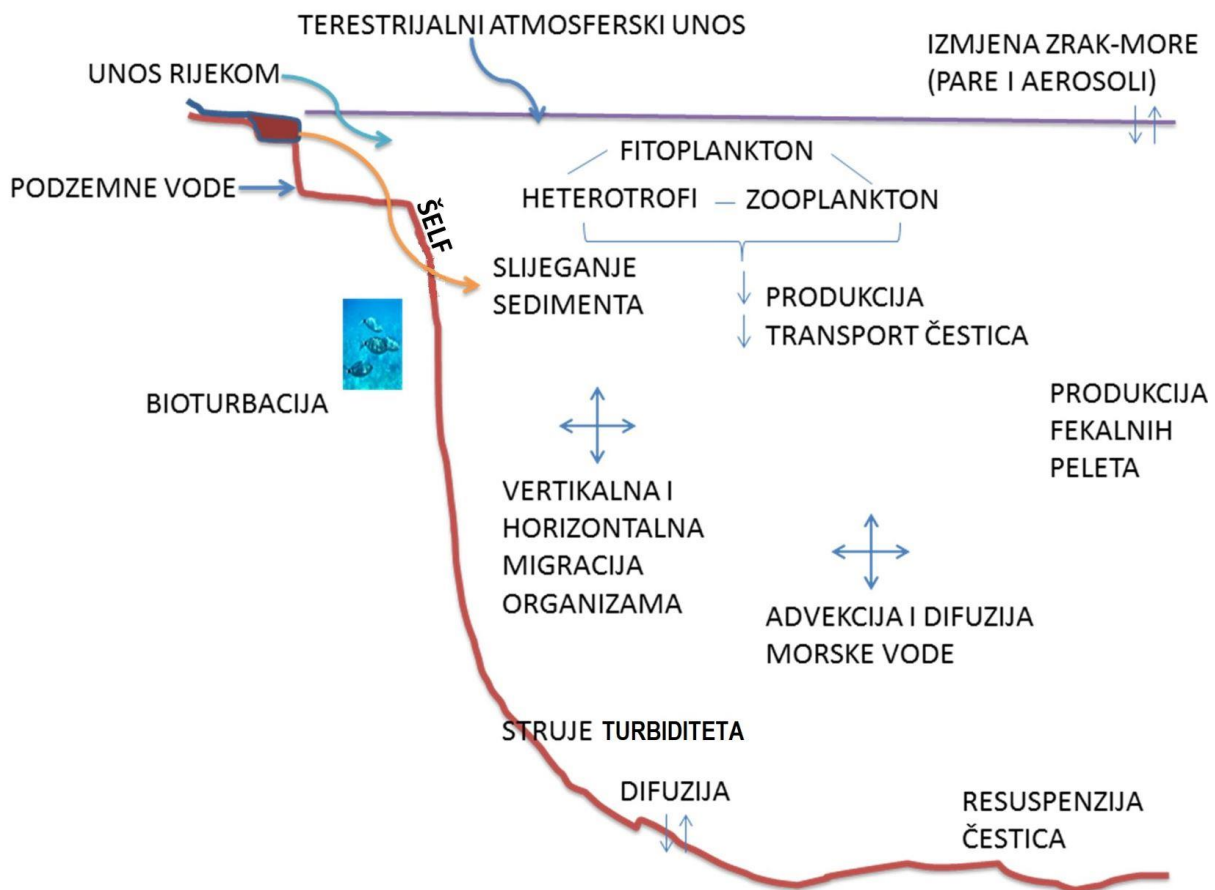 TERESTRIJALNI ATMOSFERSKI UNOS
IZMJENA ZRAK-MORE
(PARE I AEROSOLI)
UNOS RIJEKOM
FITOPLANKTON
PODZEMNE VODE
HETEROTROFI
ZOOPLANKTON
ŠELF
SLIJEGANJE
SEDIMENTA
PRODUKCIJA
TRANSPORT ČESTICA
BIOTURBACIJA
PRODUKCIJA
FEKALNIH
PELETA
VERTIKALNA I
HORIZONTALNA
MIGRACIJA
ORGANIZAMA
ADVEKCIJA I DIFUZIJA
MORSKE VODE
STRUJE TURBIDITETA
DIFUZIJA
RESUSPENZIJA
ČESTICA